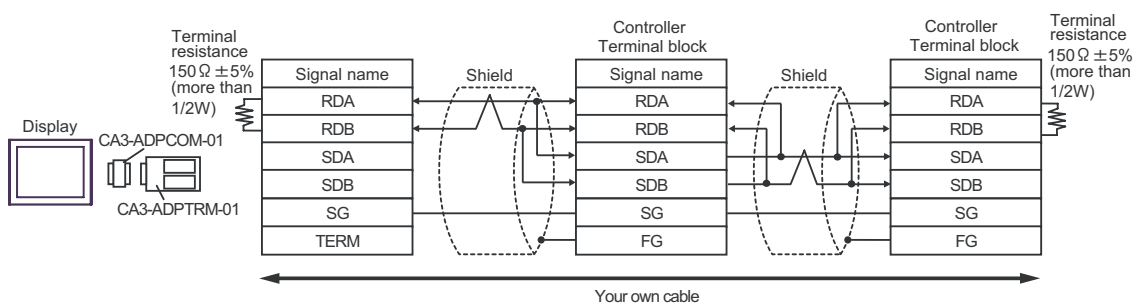 Terminal
resistance
150 Ω ±5%
(more than
1/2W)
Display
CA3-ADPCOM-01
CA3-ADPTRM-01
Signal name
RDA
RDB
SDA
SDB
SG
TERM
Shield
Controller
Terminal block
Signal name
RDA
RDB
SDA
SDB
SG
FG
Shield
Controller
Terminal block
Signal name
RDA
RDB
SDA
SDB
SG
FG
Terminal
resistance
150 Ω ±5%
(more than
1/2W)
Your own cable